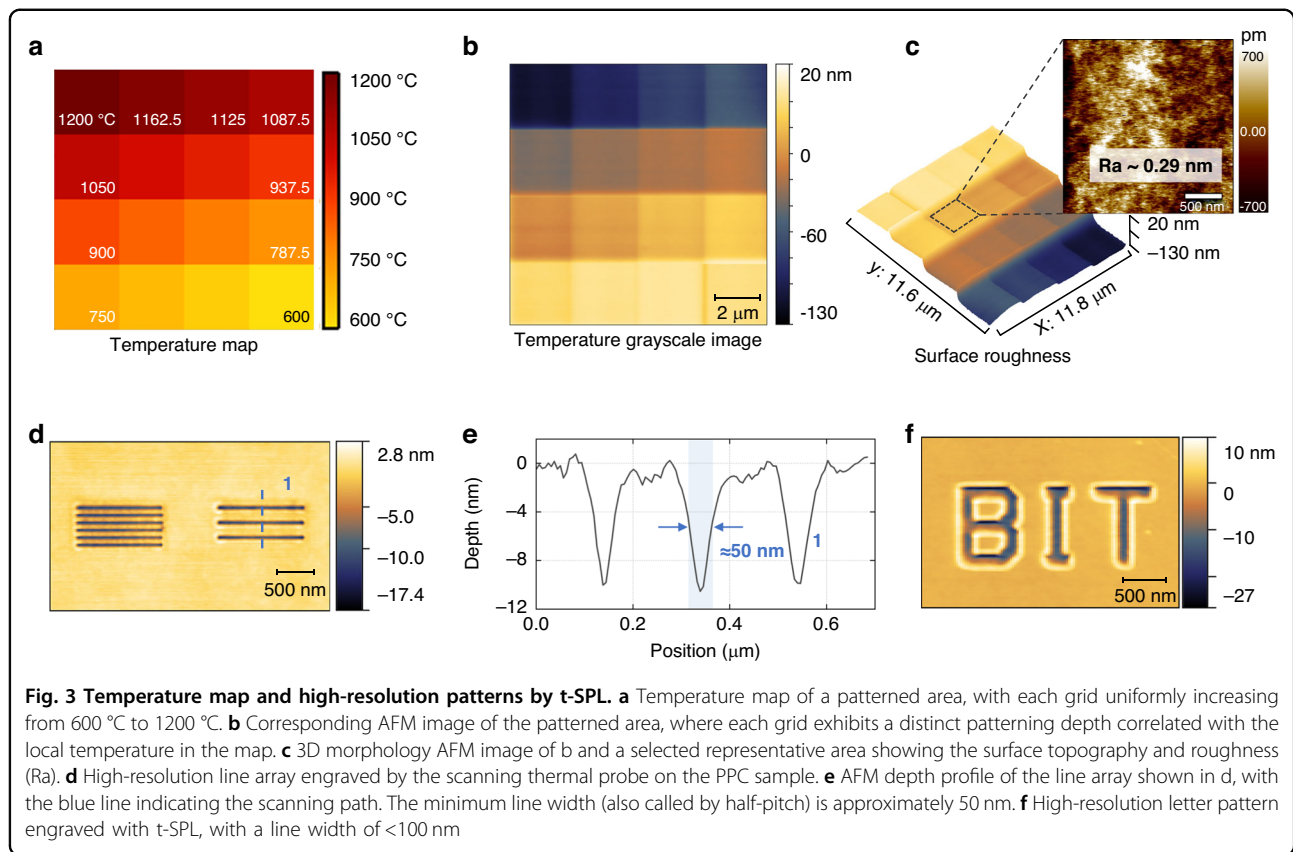 a
1200 °C 1162.5 1125 1087.5
1050 937.5
900 787.5
750 600
1200 °C
1050 °C
900 °C
750 °C
600 °C
Temperature map
b
20 nm
0
-60
-130
2 μm
Temperature grayscale image
c
pm
700
0.00
-700
Ra ~ 0.29 nm
500 nm
20 nm
−130 nm
y: 11.6 μm
X: 11.8 μm
Surface roughness
d
1
500 nm
2.8 nm
−5.0
−10.0
−17.4
e
Depth (nm)
0
−4
−8
−12
≈50 nm
1
0.0 0.2 0.4 0.6
Position (μm)
f
BIT
500 nm
10 nm
0
−10
−27
Fig. 3 Temperature map and high-resolution patterns by t-SPL. a Temperature map of a patterned area, with each grid uniformly increasing
from 600 °C to 1200 °C. b Corresponding AFM image of the patterned area, where each grid exhibits a distinct patterning depth correlated with the
local temperature in the map. c 3D morphology AFM image of b and a selected representative area showing the surface topography and roughness
(Ra). d High-resolution line array engraved by the scanning thermal probe on the PPC sample. e AFM depth profile of the line array shown in d, with
the blue line indicating the scanning path. The minimum line width (also called by half-pitch) is approximately 50 nm. f High-resolution letter pattern
engraved with t-SPL, with a line width of <100 nm